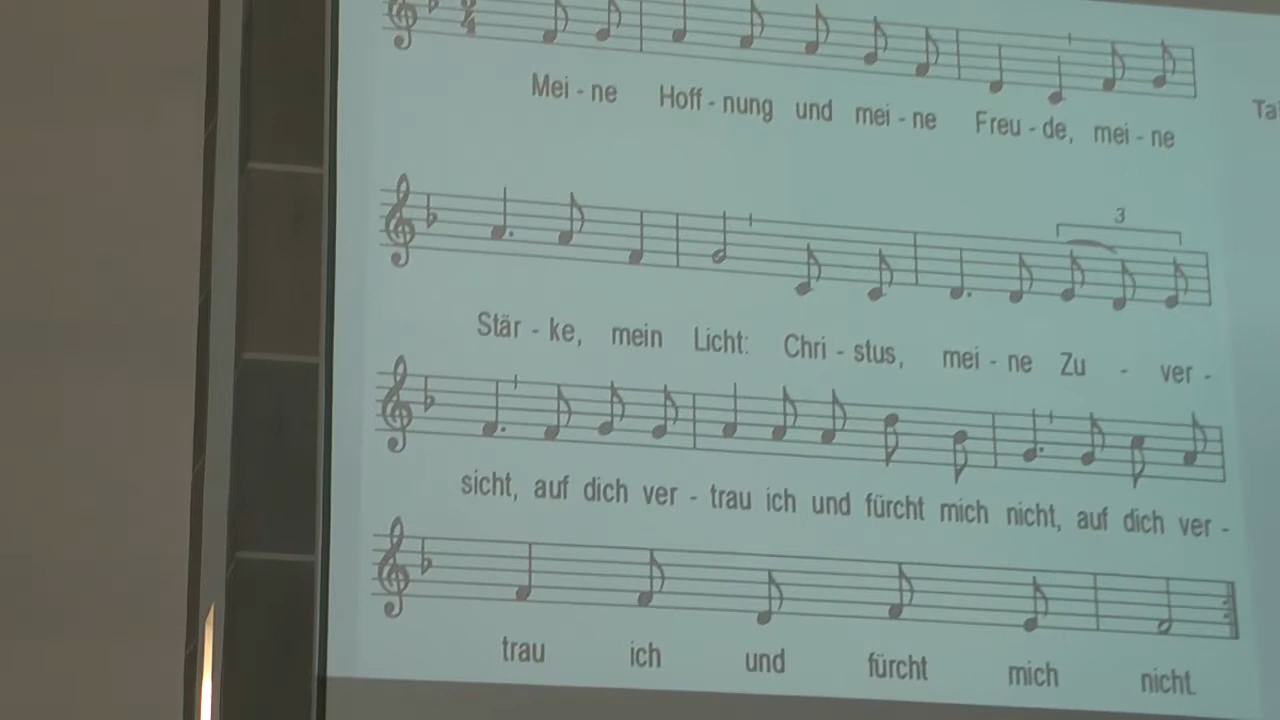 Mei - ne Hoff - nung und mei - ne Freu - de, mei - ne
3
Stär - ke, mein Licht: Chri - stus, mei - ne Zu - ver -
sicht, auf dich ver - trau ich und fürcht mich nicht, auf dich ver -
trau ich und fürcht mich nicht.